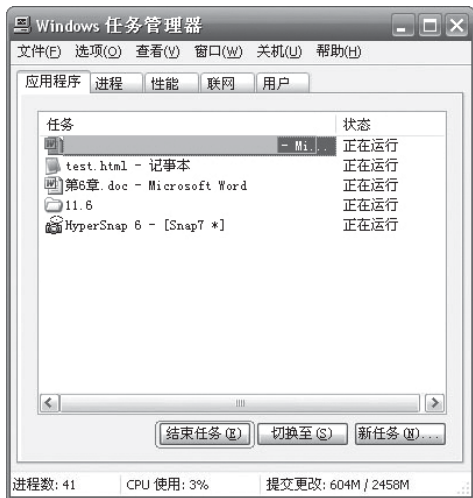 Windows 任务管理器
文件(F) 选项(O) 查看(V) 窗口(W) 关机(U) 帮助(H)
应用程序 进程 性能 联网 用户
任务 状态
- Mi... 正在运行
test.html - 记事本 正在运行
第6章.doc - Microsoft Word 正在运行
11.6 正在运行
HyperSnap 6 - [Snap7 *] 正在运行
结束任务(E) 切换至(S) 新任务(N)...
进程数: 41 CPU 使用: 3% 提交更改: 604M / 2458M